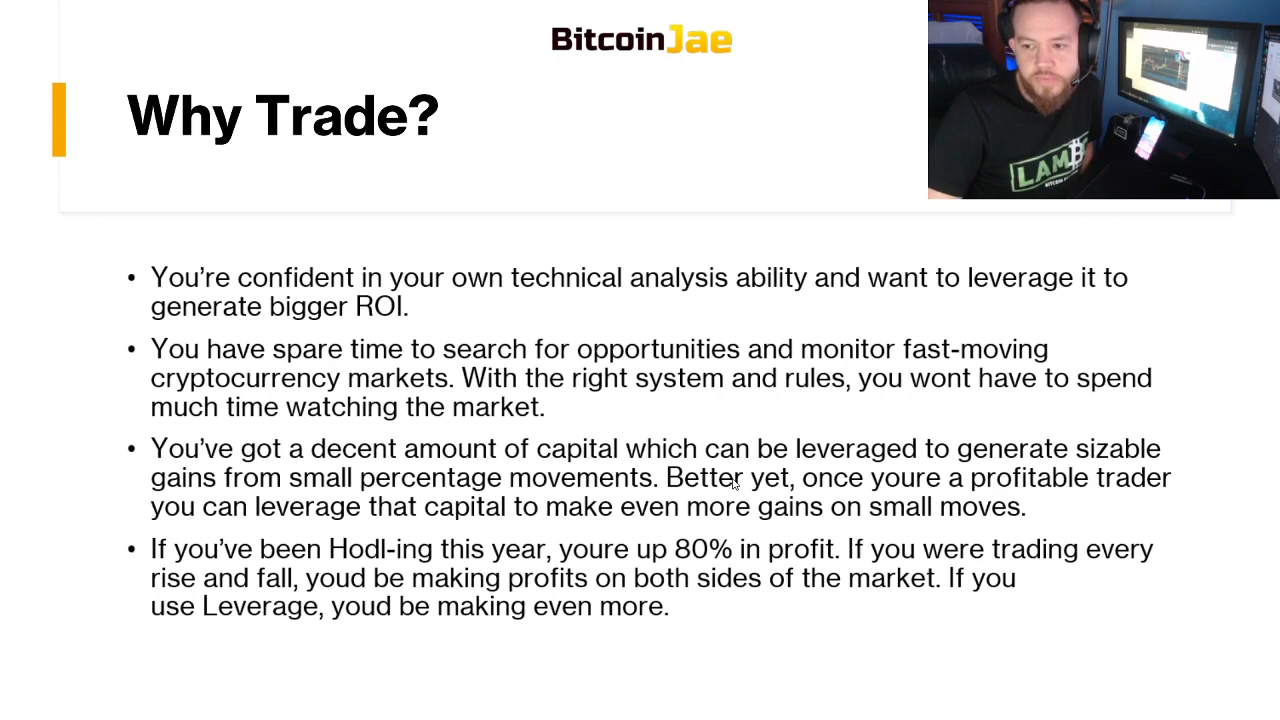 BitcoinJae
Why Trade?
LAMB
BITCOIN
• You’re confident in your own technical analysis ability and want to leverage it to
generate bigger ROI.
• You have spare time to search for opportunities and monitor fast-moving
cryptocurrency markets. With the right system and rules, you wont have to spend
much time watching the market.
• You’ve got a decent amount of capital which can be leveraged to generate sizable
gains from small percentage movements. Better yet, once youre a profitable trader
you can leverage that capital to make even more gains on small moves.
• If you’ve been Hodl-ing this year, youre up 80% in profit. If you were trading every
rise and fall, youd be making profits on both sides of the market. If you
use Leverage, youd be making even more.